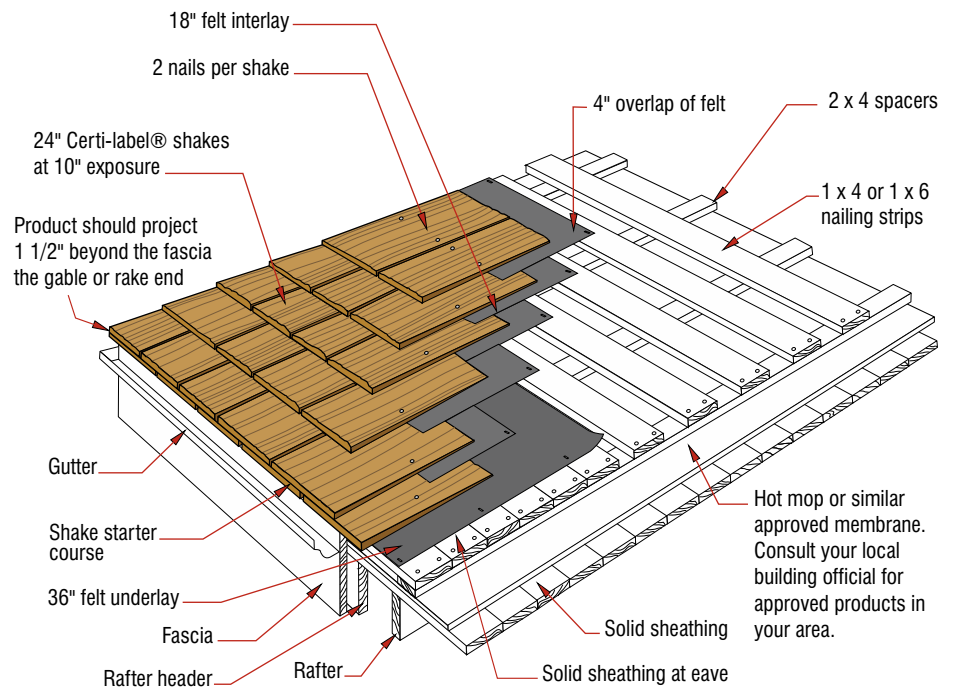 18" felt interlay
2 nails per shake
4" overlap of felt
2 x 4 spacers
24" Certi-label® shakes
at 10" exposure
1 x 4 or 1 x 6
nailing strips
Product should project
1 1/2" beyond the fascia
the gable or rake end
Gutter
Shake starter
course
36" felt underlay
Fascia
Rafter header
Rafter
Solid sheathing at eave
Solid sheathing
Hot mop or similar
approved membrane.
Consult your local
building official for
approved products in
your area.